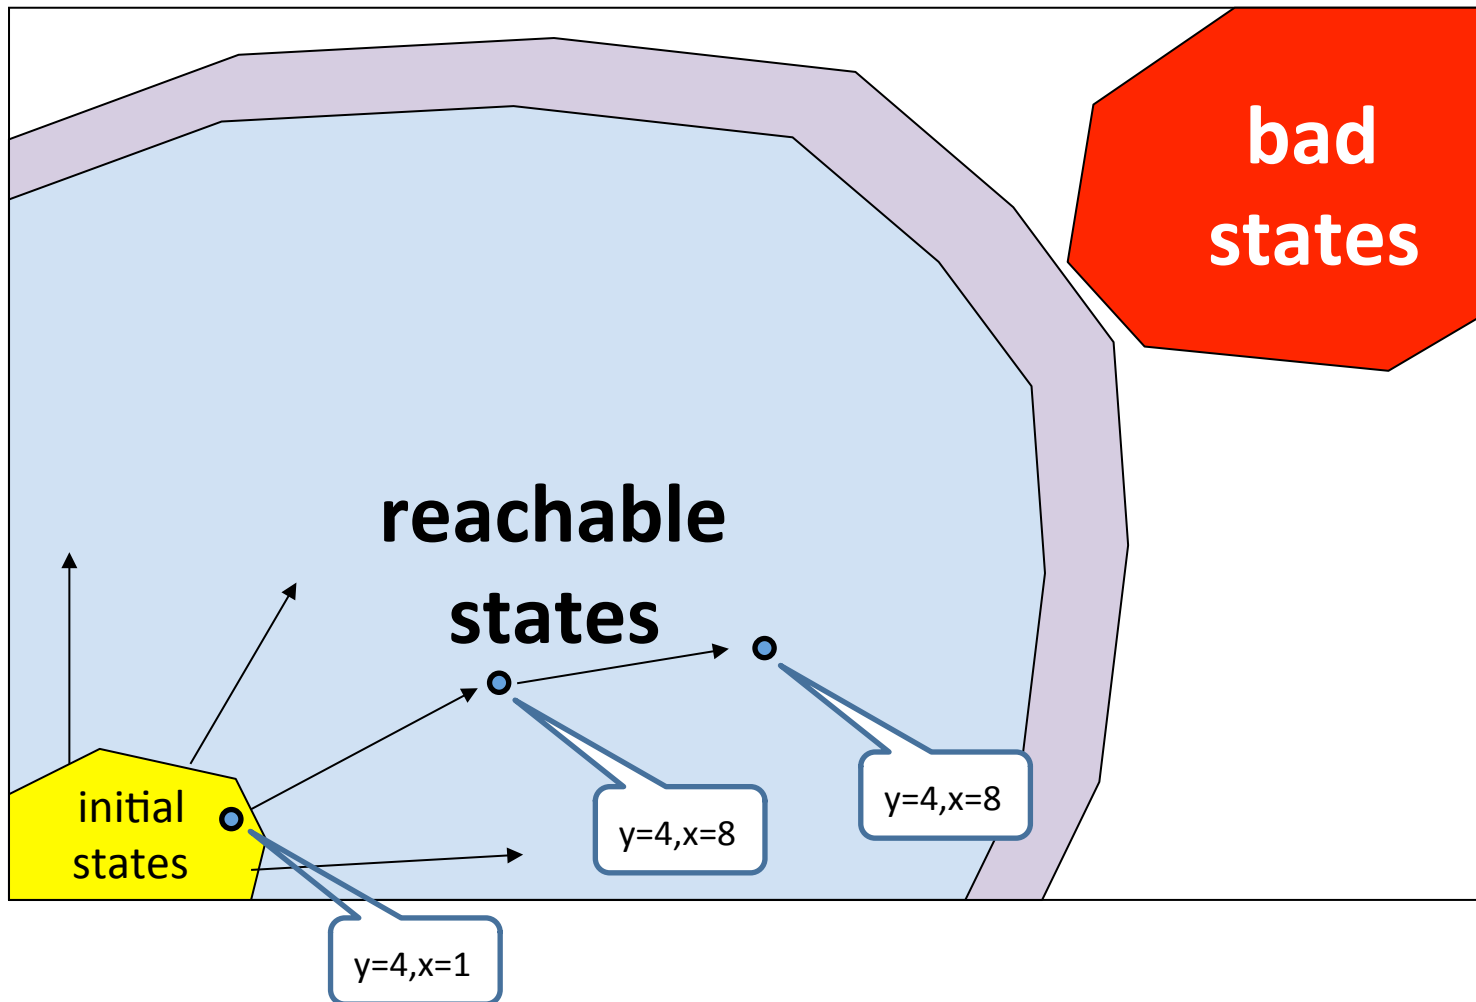 bad
states
reachable
states
y=4,x=8
y=4,x=8
initial
states
y=4,x=1